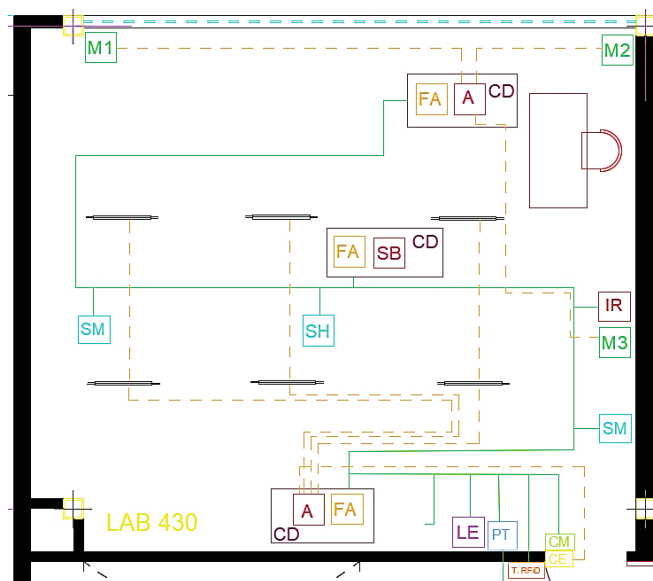 M1
M2
FA
A
CD
FA
SB
CD
SM
SH
IR
M3
SM
A
FA
CD
LAB 430
LE
PT
CM
CE
T. RFID